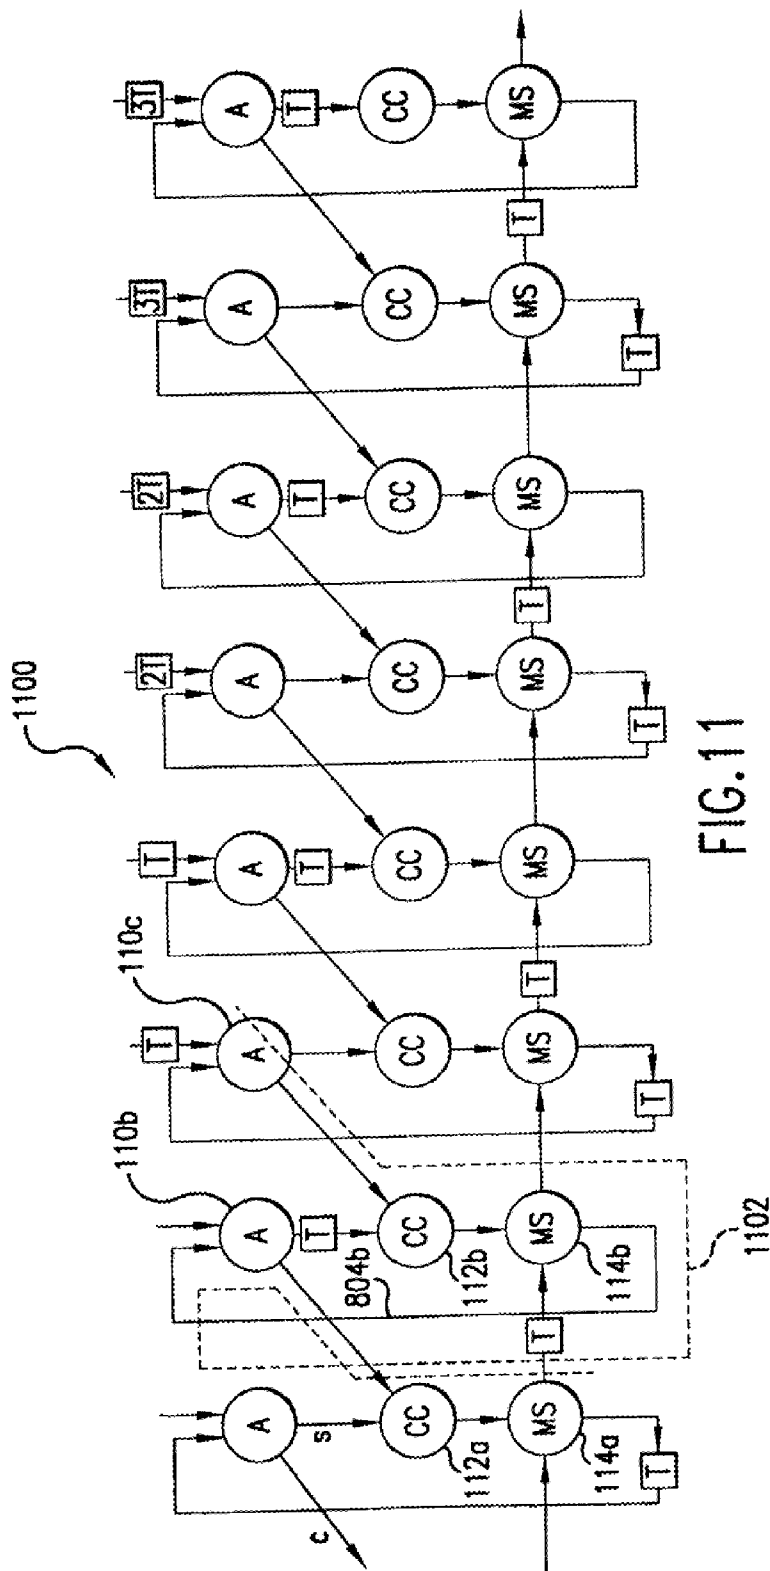 1100
110b 110c
T T 2T 2T 3T 3T
A A A A A A A A
c s T T T T
804b
CC CC CC CC CC CC CC CC
112a 112b
MS T MS MS T MS MS T MS MS T MS
114a 114b
T T T T
FIG.11
1102